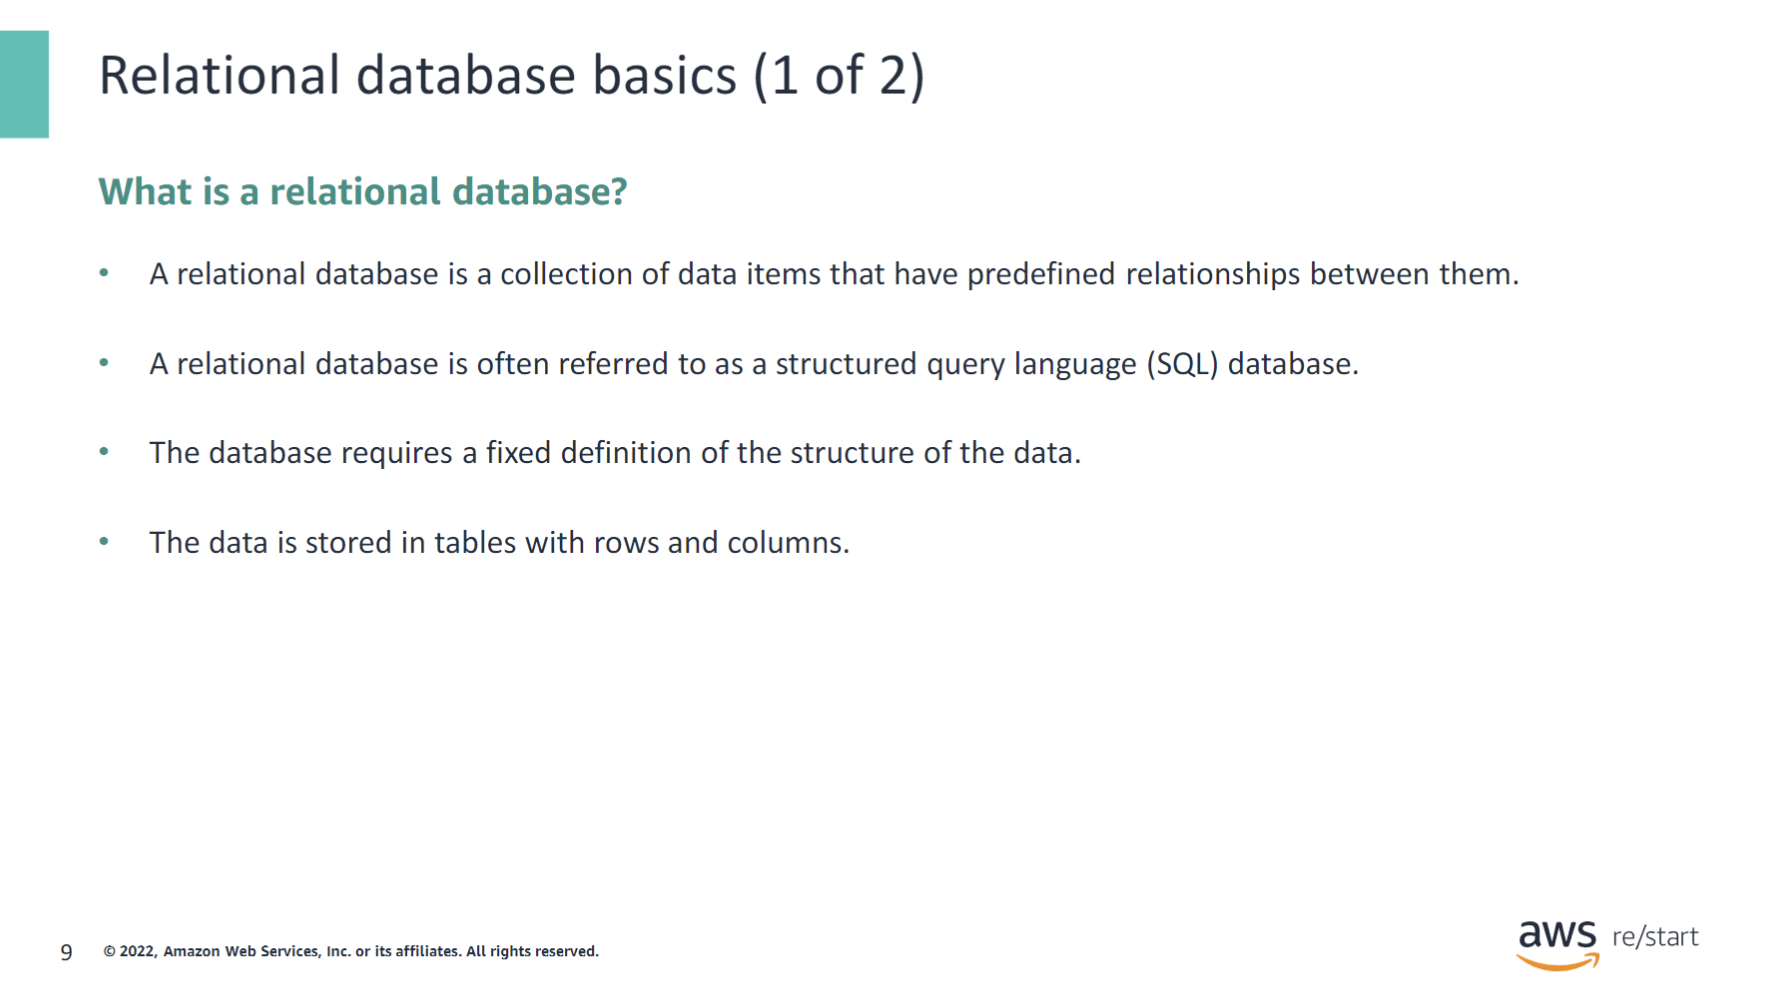 Relational database basics (1 of 2)
What is a relational database?
• A relational database is a collection of data items that have predefined relationships between them.
• A relational database is often referred to as a structured query language (SQL) database.
• The database requires a fixed definition of the structure of the data.
• The data is stored in tables with rows and columns.
9 © 2022, Amazon Web Services, Inc. or its affiliates. All rights reserved.
aws re/start